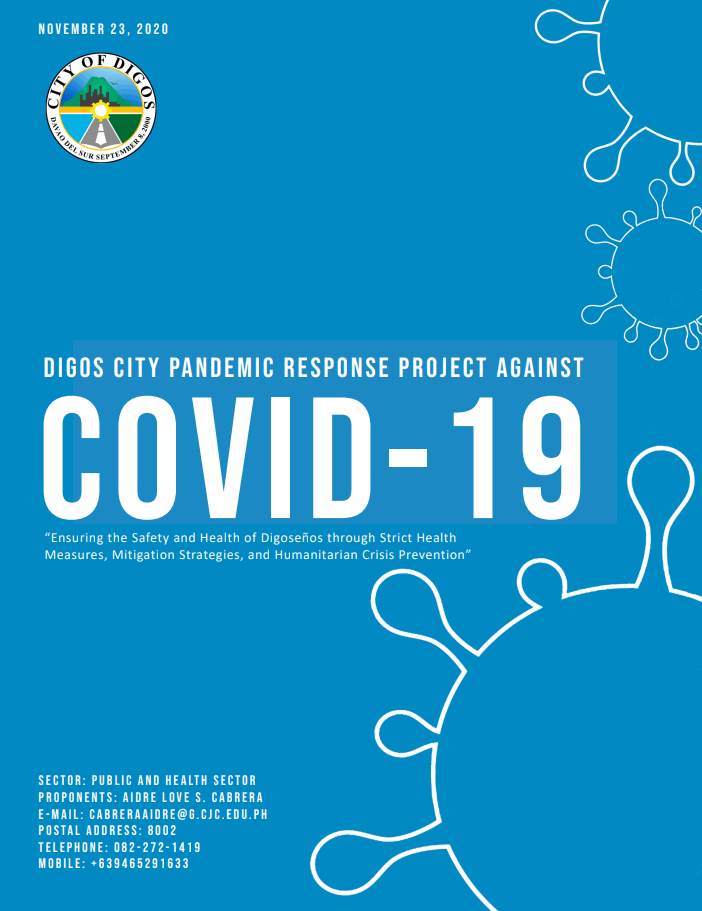 NOVEMBER 23, 2020
CITY OF DIGOS
DAVAO DEL SUR SEPTEMBER 8, 2000
DIGOS CITY PANDEMIC RESPONSE PROJECT AGAINST
COVID-19
“Ensuring the Safety and Health of Digoseños through Strict Health
Measures, Mitigation Strategies, and Humanitarian Crisis Prevention”
SECTOR: PUBLIC AND HEALTH SECTOR
PROPONENTS: AIDRE LOVE S. CABRERA
E-MAIL: CABRERAAIDRE@G.CJC.EDU.PH
POSTAL ADDRESS: 8002
TELEPHONE: 082-272-1419
MOBILE: +639465291633